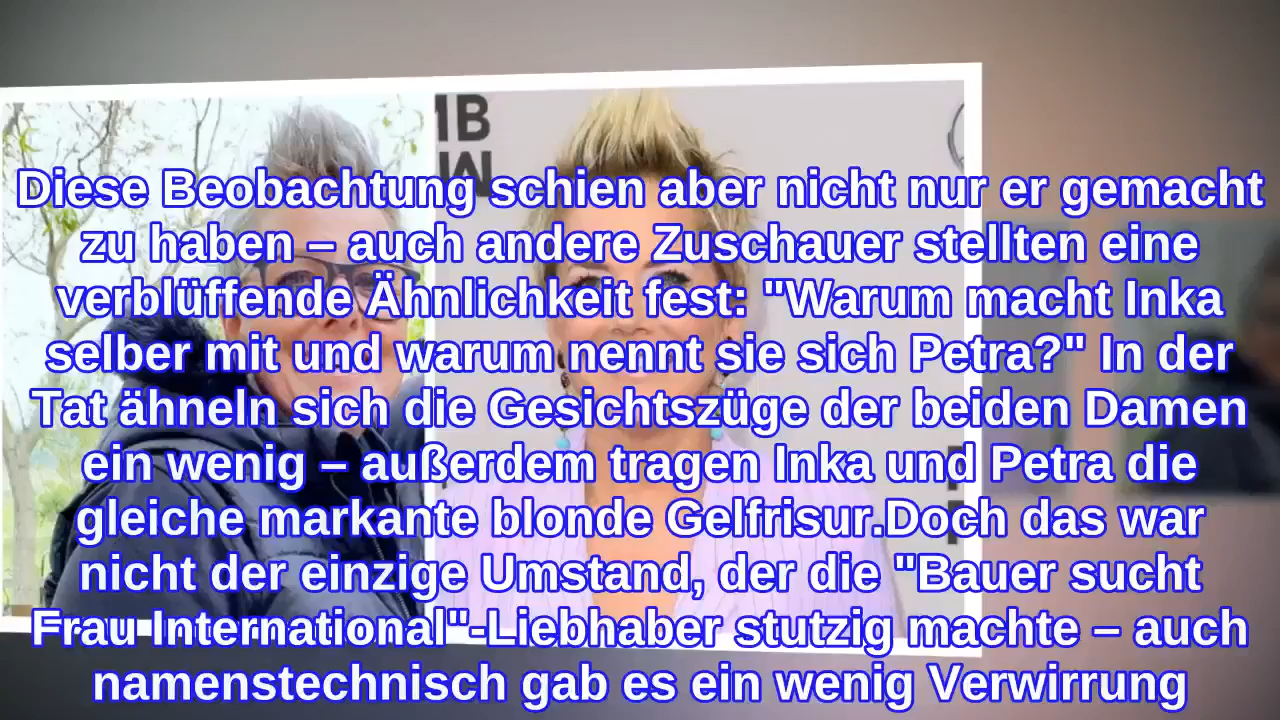 MB
Diese Beobachtung schien aber nicht nur er gemacht
zu haben – auch andere Zuschauer stellten eine
verblüffende Ähnlichkeit fest: "Warum macht Inka
selber mit und warum nennt sie sich Petra?" In der
Tat ähneln sich die Gesichtszüge der beiden Damen
ein wenig – außerdem tragen Inka und Petra die
gleiche markante blonde Gelfrisur.Doch das war
nicht der einzige Umstand, der die "Bauer sucht
Frau International"-Liebhaber stutzig machte – auch
namenstechnisch gab es ein wenig Verwirrung